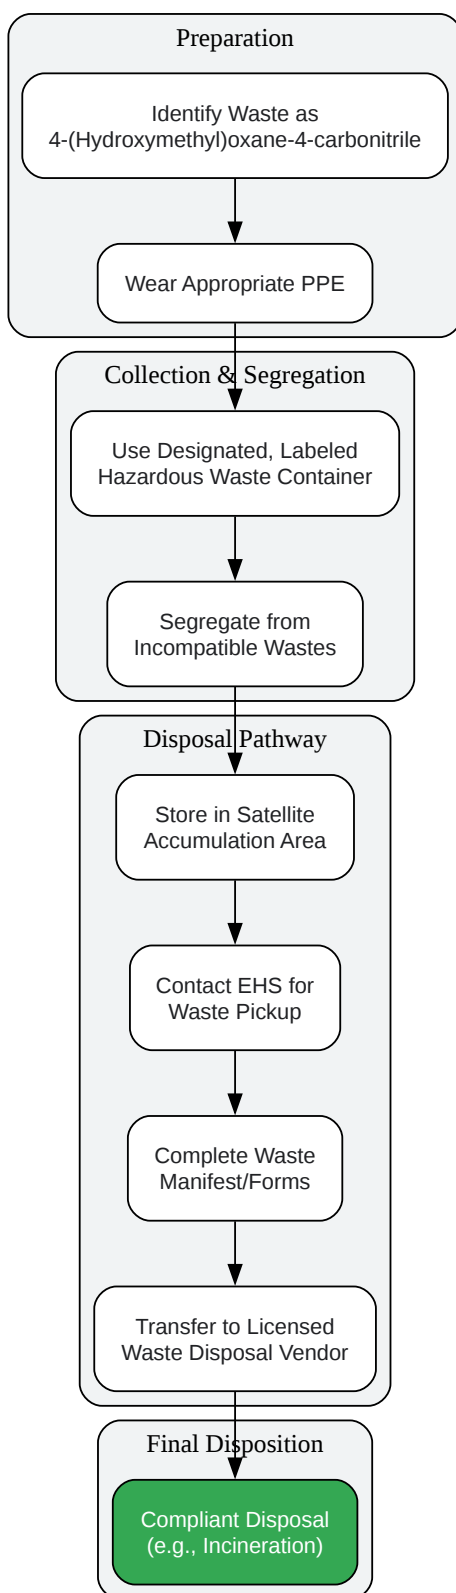 Preparation
Identify Waste as
4-(Hydroxymethyl)oxane-4-carbonitrile
Wear Appropriate PPE
Collection & Segregation
Use Designated, Labeled
Hazardous Waste Container
Segregate from
Incompatible Wastes
Disposal Pathway
Store in Satellite
Accumulation Area
Contact EHS for
Waste Pickup
Complete Waste
Manifest/Forms
Transfer to Licensed
Waste Disposal Vendor
Final Disposition
Compliant Disposal
(e.g., Incineration)